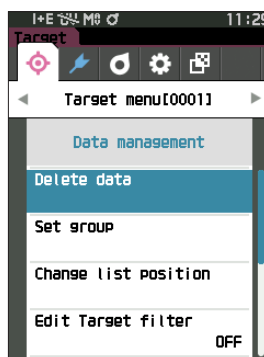 I+E M0 11:29
Target
Target menu[0001]
Data management
Delete data
Set group
Change list position
Edit Target filter
OFF